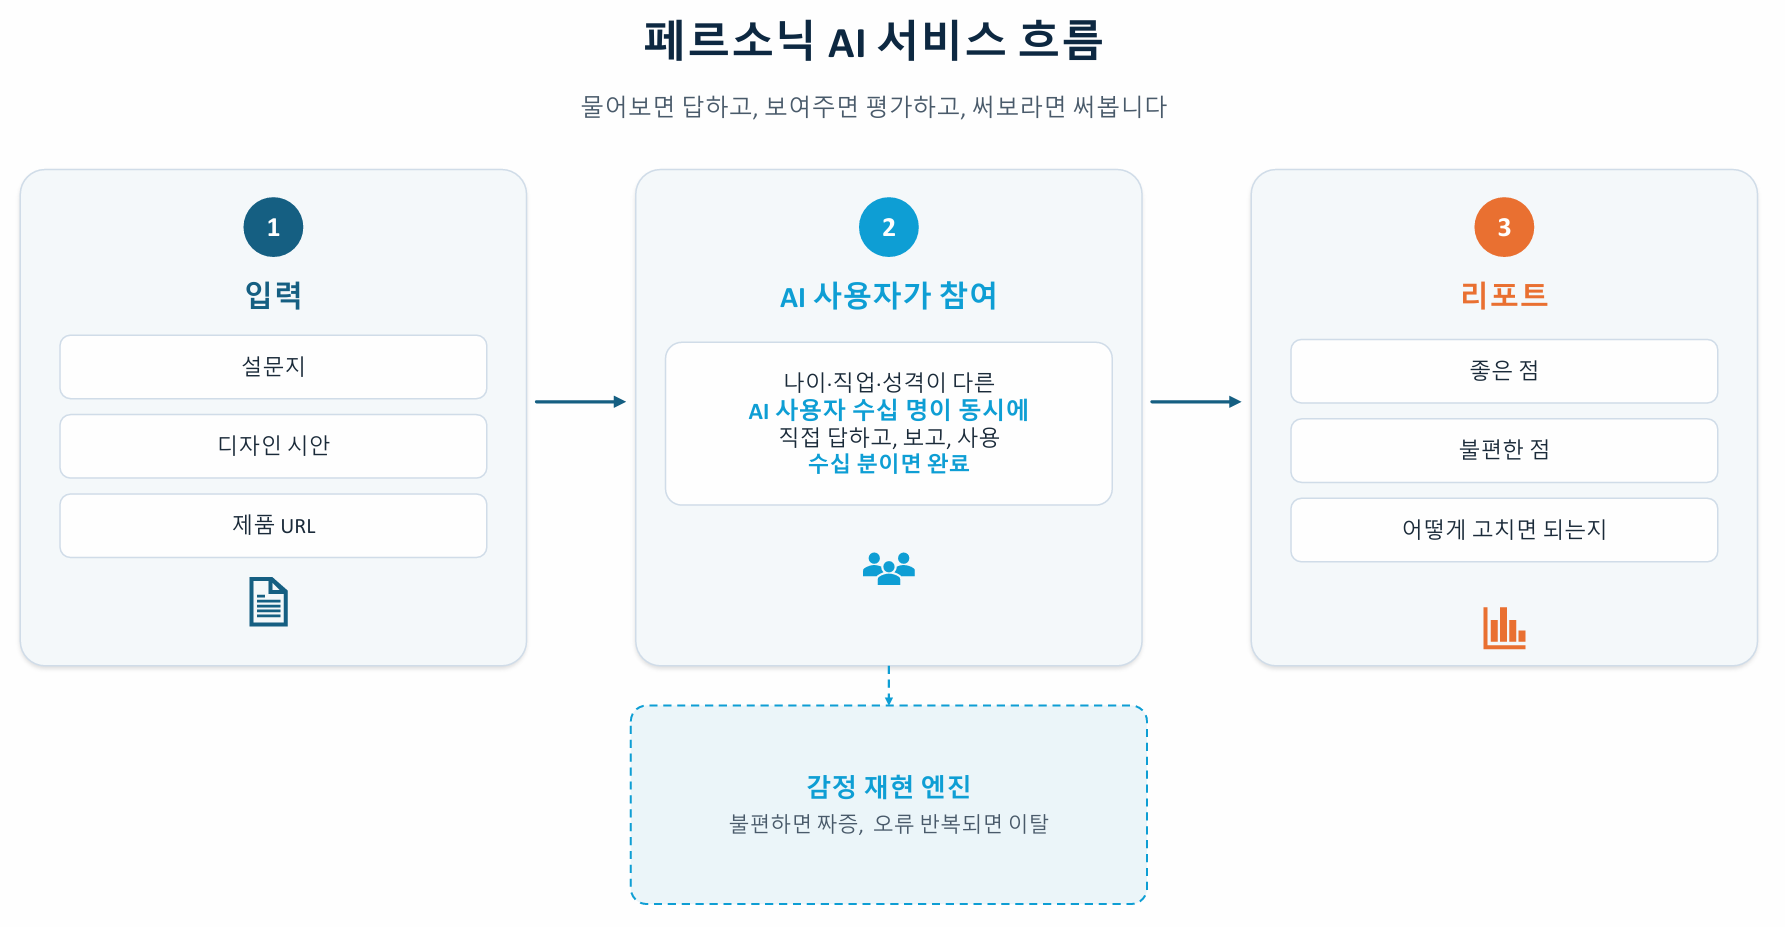 페르소닉 AI 서비스 흐름
물어보면 답하고, 보여주면 평가하고, 써보라면 써봅니다
1
입력
설문지
디자인 시안
제품 URL
2
AI 사용자가 참여
나이·직업·성격이 다른
AI 사용자 수십 명이 동시에
직접 답하고, 보고, 사용
수십 분이면 완료
3
리포트
좋은 점
불편한 점
어떻게 고치면 되는지
감정 재현 엔진
불편하면 짜증, 오류 반복되면 이탈